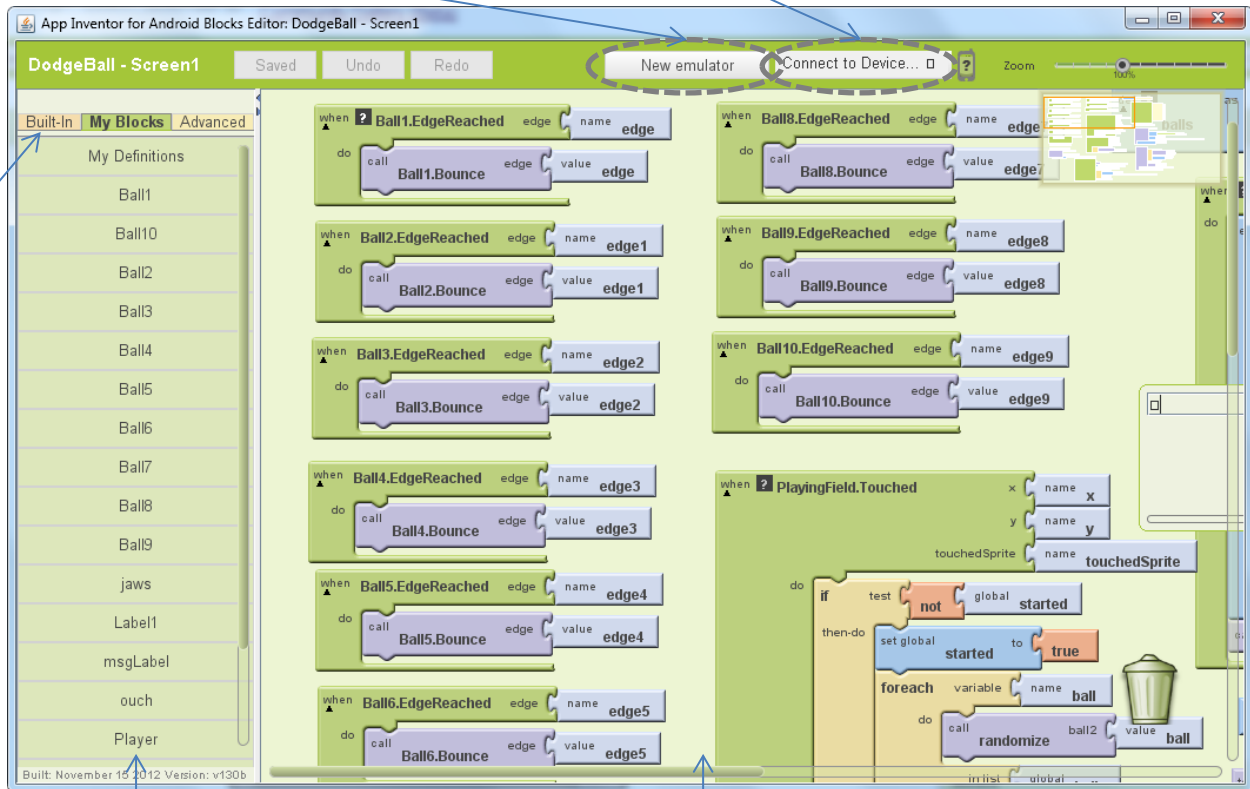 App Inventor for Android Blocks Editor: DodgeBall - Screen1
DodgeBall - Screen1
Saved
Undo
Redo
New emulator
Connect to Device...
?
Zoom
100%
Built-In
My Blocks
Advanced
My Definitions
Ball1
Ball10
Ball2
Ball3
Ball4
Ball5
Ball6
Ball7
Ball8
Ball9
jaws
Label1
msgLabel
ouch
Player
Built: November 15 2012 Version: v130b
when ? Ball1.EdgeReached edge name edge
do call Ball1.Bounce edge value edge
when Ball2.EdgeReached edge name edge1
do call Ball2.Bounce edge value edge1
when Ball3.EdgeReached edge name edge2
do call Ball3.Bounce edge value edge2
when Ball4.EdgeReached edge name edge3
do call Ball4.Bounce edge value edge3
when Ball5.EdgeReached edge name edge4
do call Ball5.Bounce edge value edge4
when Ball6.EdgeReached edge name edge5
do call Ball6.Bounce edge value edge5
when Ball8.EdgeReached edge name edge
do call Ball8.Bounce edge value edge7
when Ball9.EdgeReached edge name edge8
do call Ball9.Bounce edge value edge8
when Ball10.EdgeReached edge name edge9
do call Ball10.Bounce edge value edge9
when ? PlayingField.Touched x name x
y name y
touchedSprite name touchedSprite
do if test not global started
then-do set global started to true
foreach variable name ball
do call randomize ball2 value ball
in list global
balls
when
do